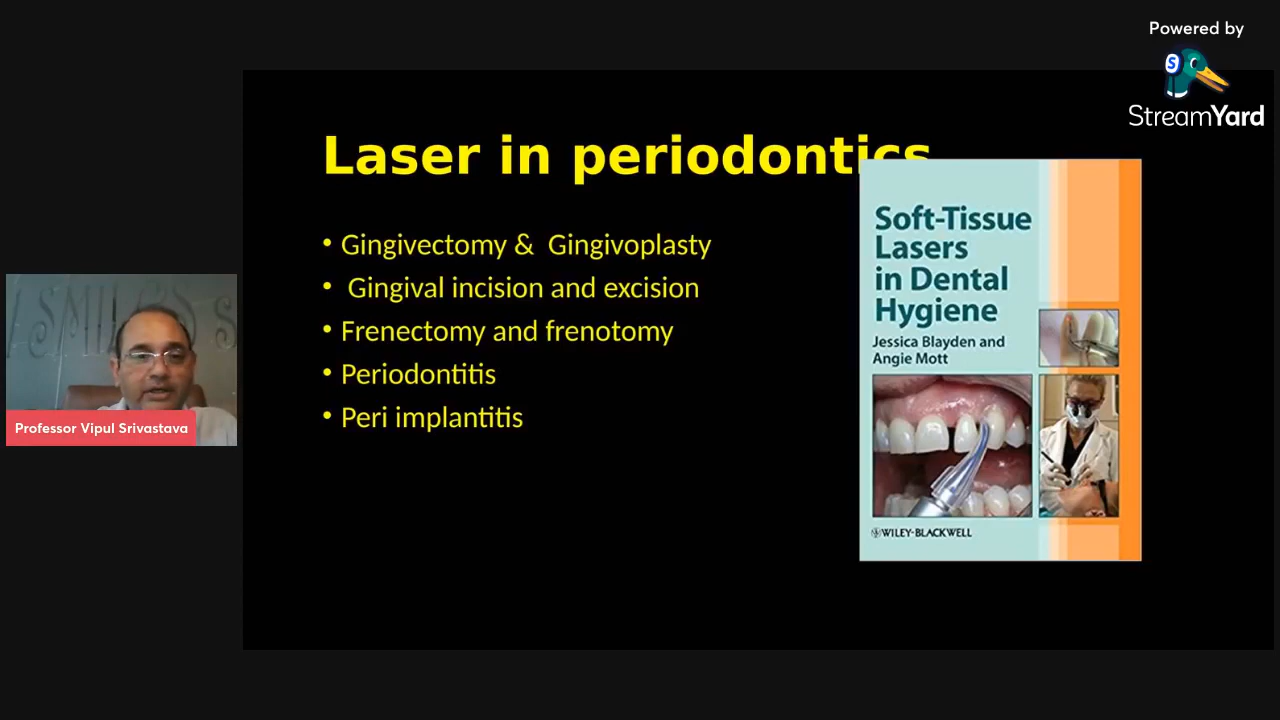 Powered by
StreamYard
Laser in periodontics
• Gingivectomy &  Gingivoplasty
•  Gingival incision and excision
• Frenectomy and frenotomy
• Periodontitis
• Peri implantitis
Soft-Tissue
Lasers
in Dental
Hygiene
Jessica Blayden and
Angie Mott
WILEY-BLACKWELL
SMILES
Professor Vipul Srivastava